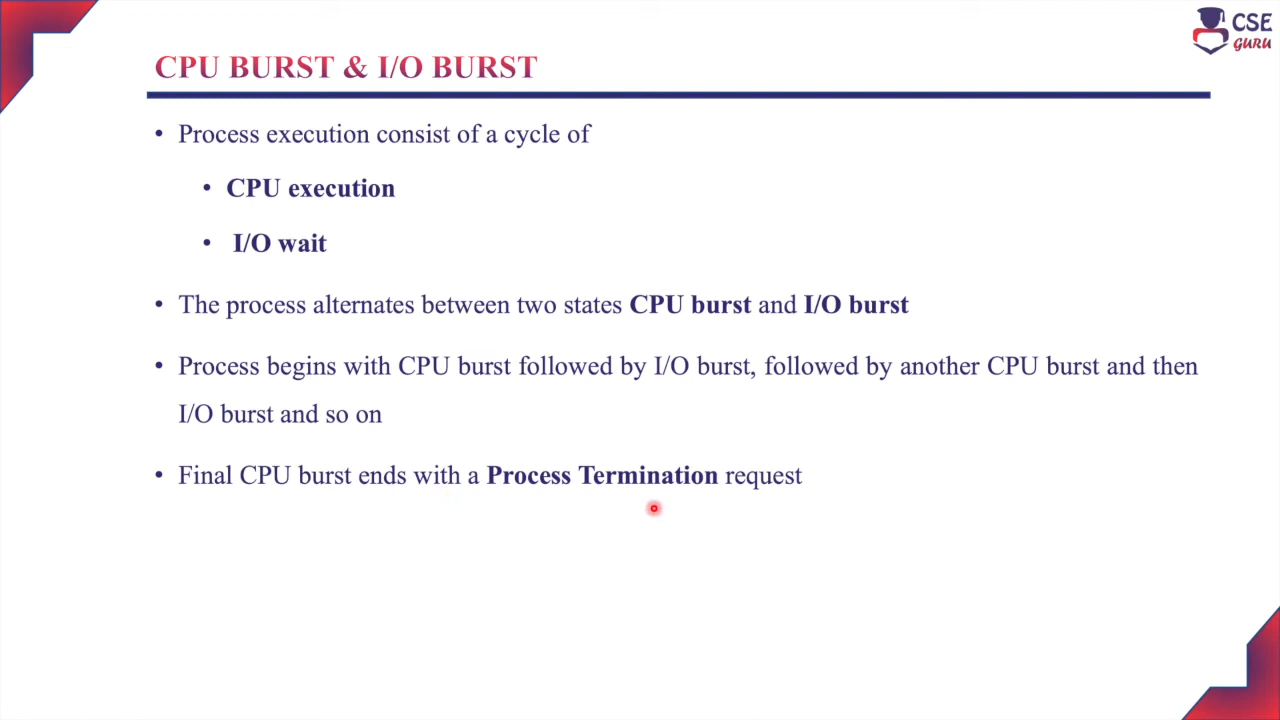 CSE
GURU
CPU BURST & I/O BURST
• Process execution consist of a cycle of
• CPU execution
• I/O wait
• The process alternates between two states CPU burst and I/O burst
• Process begins with CPU burst followed by I/O burst, followed by another CPU burst and then
I/O burst and so on
• Final CPU burst ends with a Process Termination request